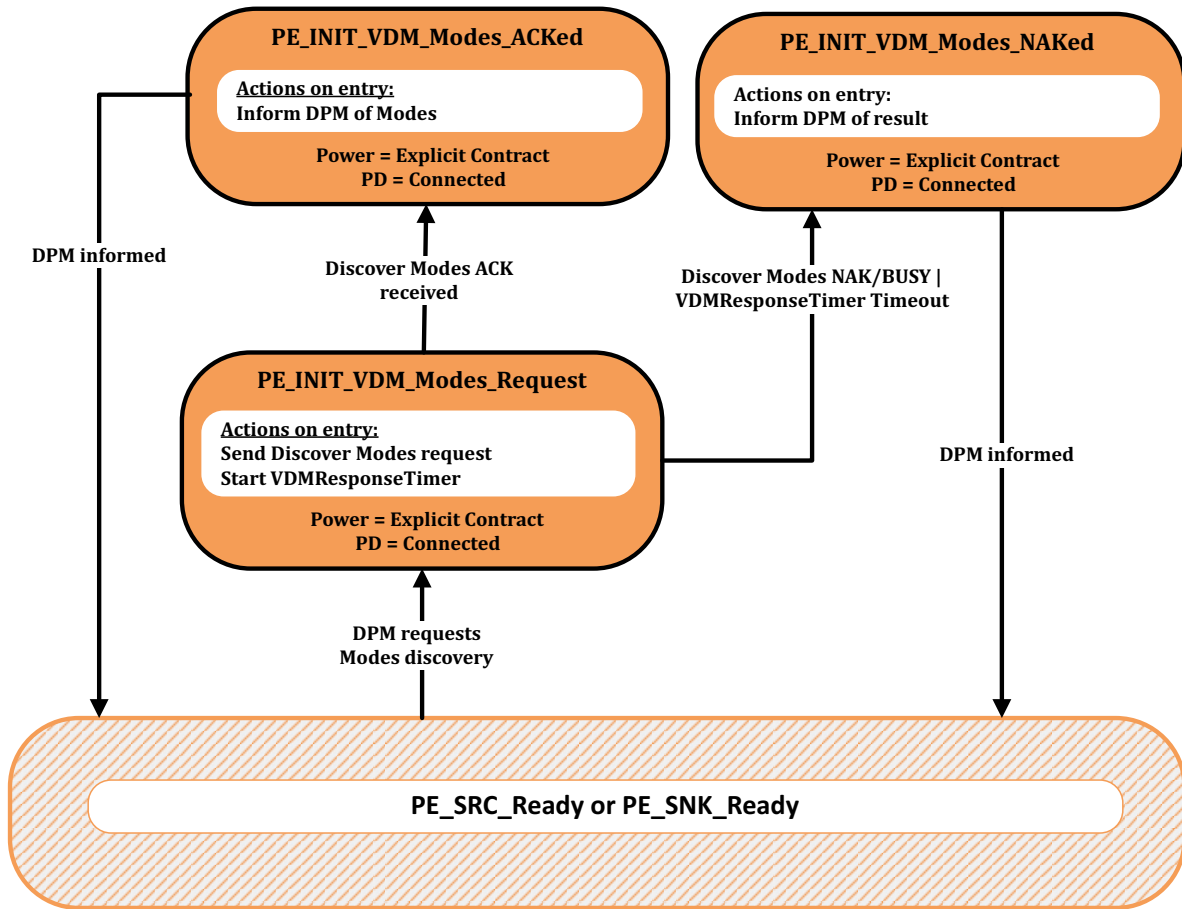 PE_INIT_VDM_Modes_ACKed
Actions on entry:
Inform DPM of Modes
Power = Explicit Contract
PD = Connected
PE_INIT_VDM_Modes_NAKed
Actions on entry:
Inform DPM of result
Power = Explicit Contract
PD = Connected
DPM informed
Discover Modes ACK
received
Discover Modes NAK/BUSY |
VDMResponseTimer Timeout
PE_INIT_VDM_Modes_Request
Actions on entry:
Send Discover Modes request
Start VDMResponseTimer
Power = Explicit Contract
PD = Connected
DPM informed
DPM requests
Modes discovery
PE_SRC_Ready or PE_SNK_Ready